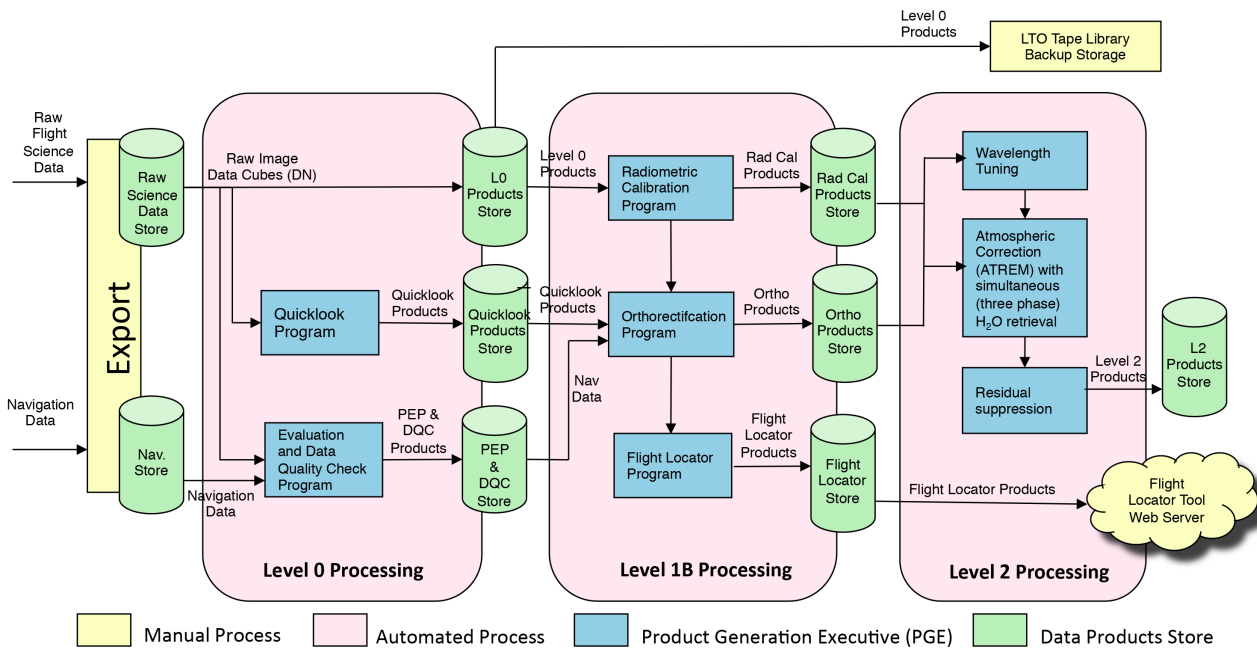 Level 0
Products
LTO Tape Library
Backup Storage
Raw
Flight
Science
Data
Raw
Science
Data
Store
Raw Image
Data Cubes (DN)
L0
Products
Store
Level 0
Products
Radiometric
Calibration
Program
Rad Cal
Products
Rad Cal
Products
Store
Wavelength
Tuning
Export
Quicklook
Program
Quicklook
Products
Quicklook
Products
Store
Quicklook
Products
Orthorectifcation
Program
Ortho
Products
Ortho
Products
Store
Atmospheric
Correction
(ATREM) with
simultaneous
(three phase)
H₂O retrieval
Level 2
Products
L2
Products
Store
Residual
suppression
Navigation
Data
Nav.
Store
Navigation
Data
Evaluation
and Data
Quality Check
Program
PEP &
DQC
Products
PEP
&
DQC
Store
Nav
Data
Flight Locator
Program
Flight
Locator
Products
Flight
Locator
Store
Flight Locator Products
Flight
Locator Tool
Web Server
Level 0 Processing
Level 1B Processing
Level 2 Processing
Manual Process
Automated Process
Product Generation Executive (PGE)
Data Products Store